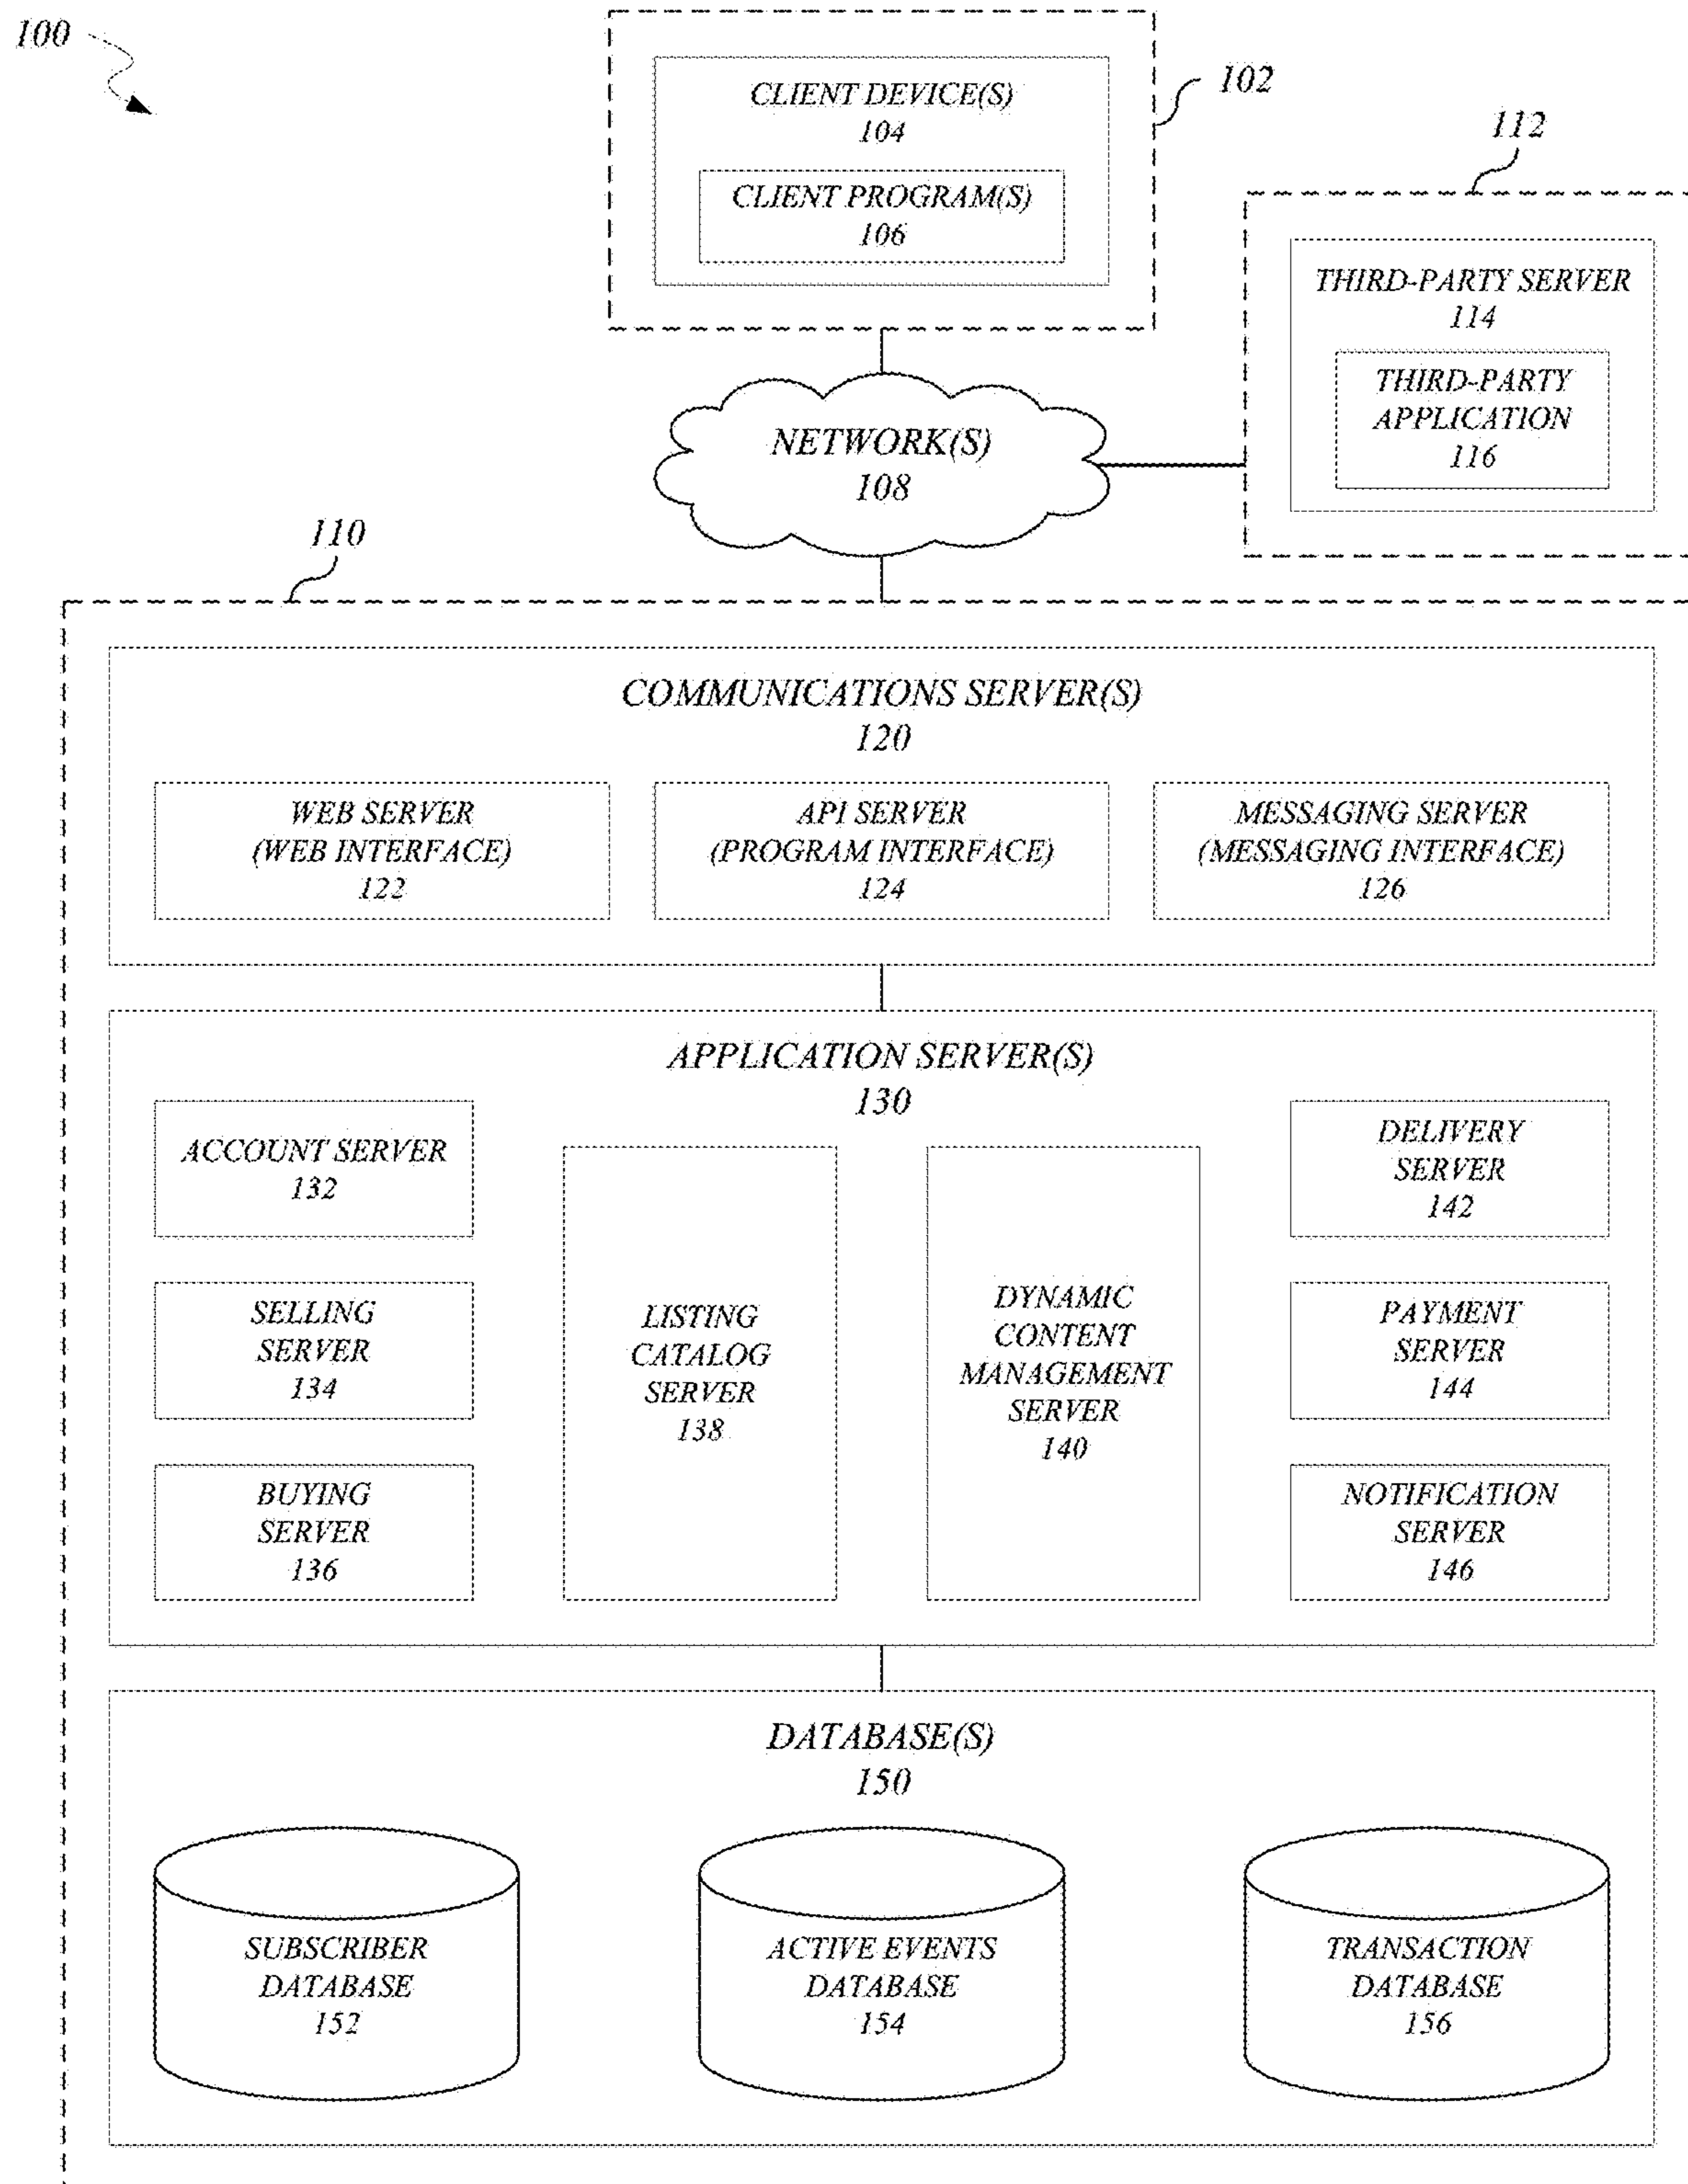 100
102
CLIENT DEVICE(S)
104
CLIENT PROGRAM(S)
106
112
THIRD-PARTY SERVER
114
THIRD-PARTY
APPLICATION
116
NETWORK(S)
108
110
COMMUNICATIONS SERVER(S)
120
WEB SERVER
(WEB INTERFACE)
122
API SERVER
(PROGRAM INTERFACE)
124
MESSAGING SERVER
(MESSAGING INTERFACE)
126
APPLICATION SERVER(S)
130
ACCOUNT SERVER
132
SELLING
SERVER
134
BUYING
SERVER
136
LISTING
CATALOG
SERVER
138
DYNAMIC
CONTENT
MANAGEMENT
SERVER
140
DELIVERY
SERVER
142
PAYMENT
SERVER
144
NOTIFICATION
SERVER
146
DATABASE(S)
150
SUBSCRIBER
DATABASE
152
ACTIVE EVENTS
DATABASE
154
TRANSACTION
DATABASE
156